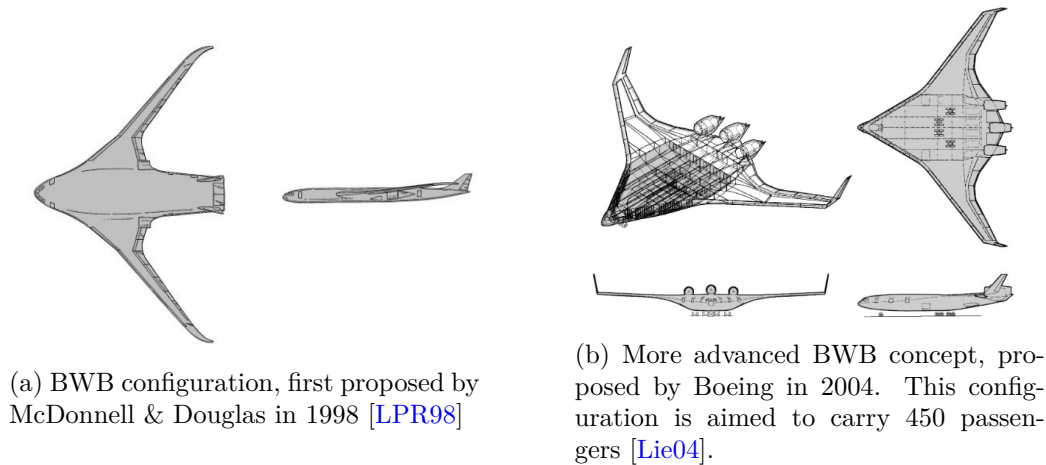 (a) BWB configuration, first proposed by
McDonnell & Douglas in 1998 [LPR98]
(b) More advanced BWB concept, pro-
posed by Boeing in 2004. This config-
uration is aimed to carry 450 passen-
gers [Lie04].